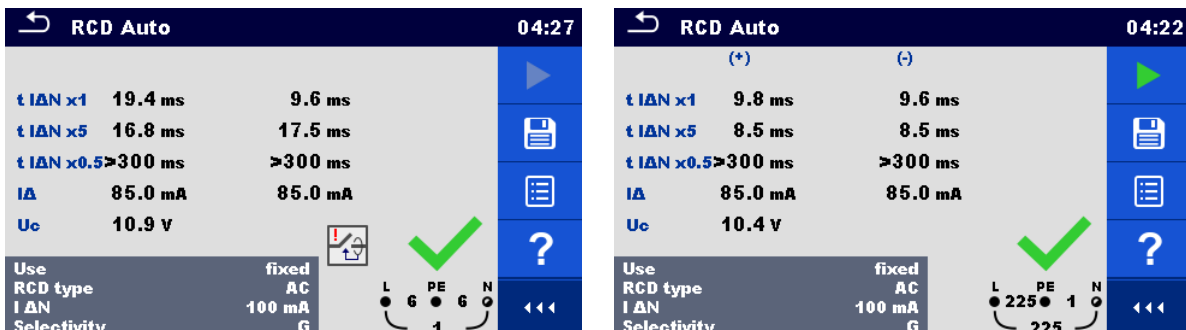 RCD Auto 04:27
t IΔN x1 19.4 ms 9.6 ms
t IΔN x5 16.8 ms 17.5 ms
t IΔN x0.5 >300 ms >300 ms
IΔ 85.0 mA 85.0 mA
Uc 10.9 V
Use fixed
RCD type AC
I ΔN 100 mA
Selectivity G
L PE N
6 6
1
?
RCD Auto 04:22
(+) (-)
t IΔN x1 9.8 ms 9.6 ms
t IΔN x5 8.5 ms 8.5 ms
t IΔN x0.5 >300 ms >300 ms
IΔ 85.0 mA 85.0 mA
Uc 10.4 V
Use fixed
RCD type AC
I ΔN 100 mA
Selectivity G
L PE N
225 1
225
?